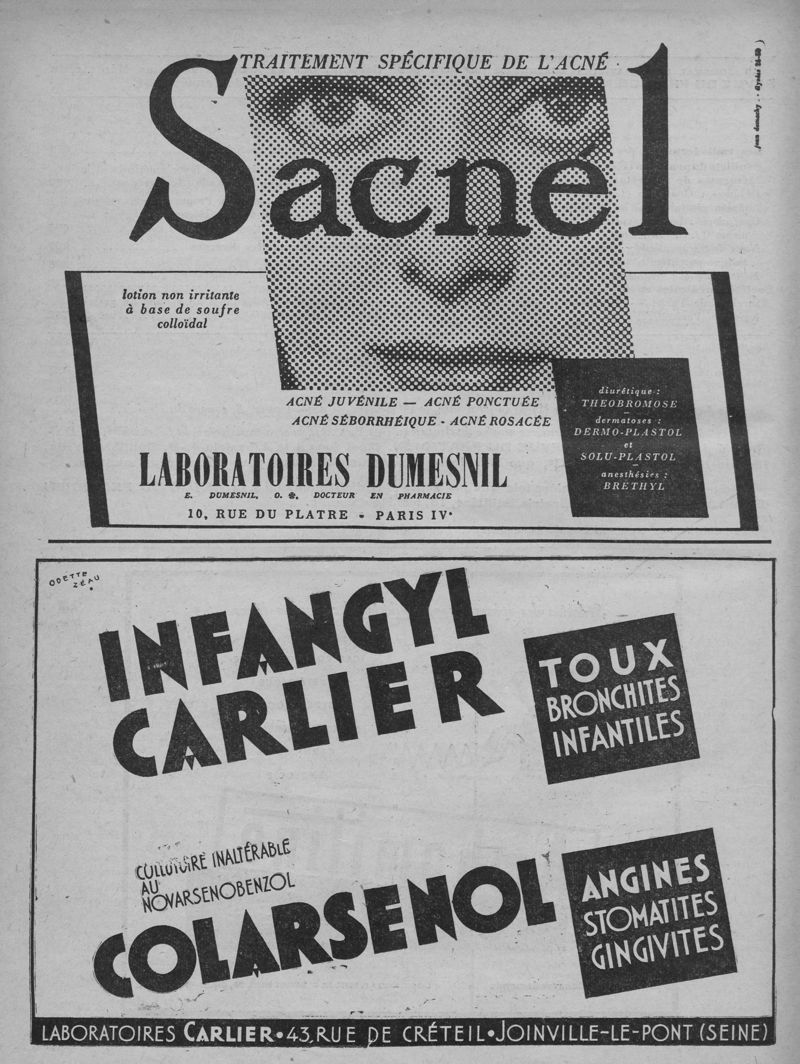 TRAITEMENT SPÉCIFIQUE DE L'ACNÉ
Sacnél
lotion non irritante
à base de soufre
colloïdal
ACNÉ JUVÉNILE — ACNÉ PONCTUÉE
ACNÉ SÉBORRHÉIQUE - ACNÉ ROSACÉE
LABORATOIRES DUMESNIL
E. DUMESNIL, O. ✽, DOCTEUR EN PHARMACIE
10, RUE DU PLATRE - PARIS IVe
diurétique :
THEOBROMOSE
dermatoses :
DERMO-PLASTOL
et
SOLU-PLASTOL
anesthésies :
BRETHYL
ODETTE
ZÉAU
INFANGYL
CARLIER
TOUX
BRONCHITES
INFANTILES
COLLUTOIRE INALTÉRABLE
AU
NOVARSENOBENZOL
COLARSENOL
ANGINES
STOMATITES
GINGIVITES
LABORATOIRES CARLIER • 43, RUE DE CRÉTEIL • JOINVILLE-LE-PONT (SEINE)